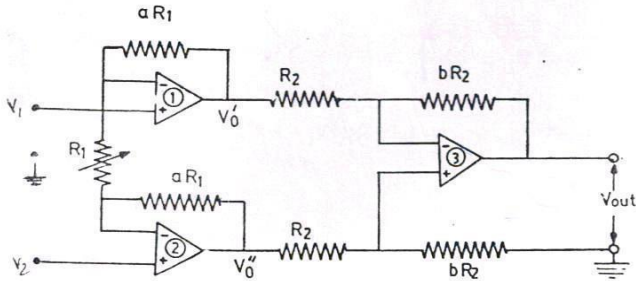 aR1
R2
bR2
-
+
①
V1
V0'
R1
-
+
③
aR1
Vout
-
+
②
R2
V2
V0"
bR2